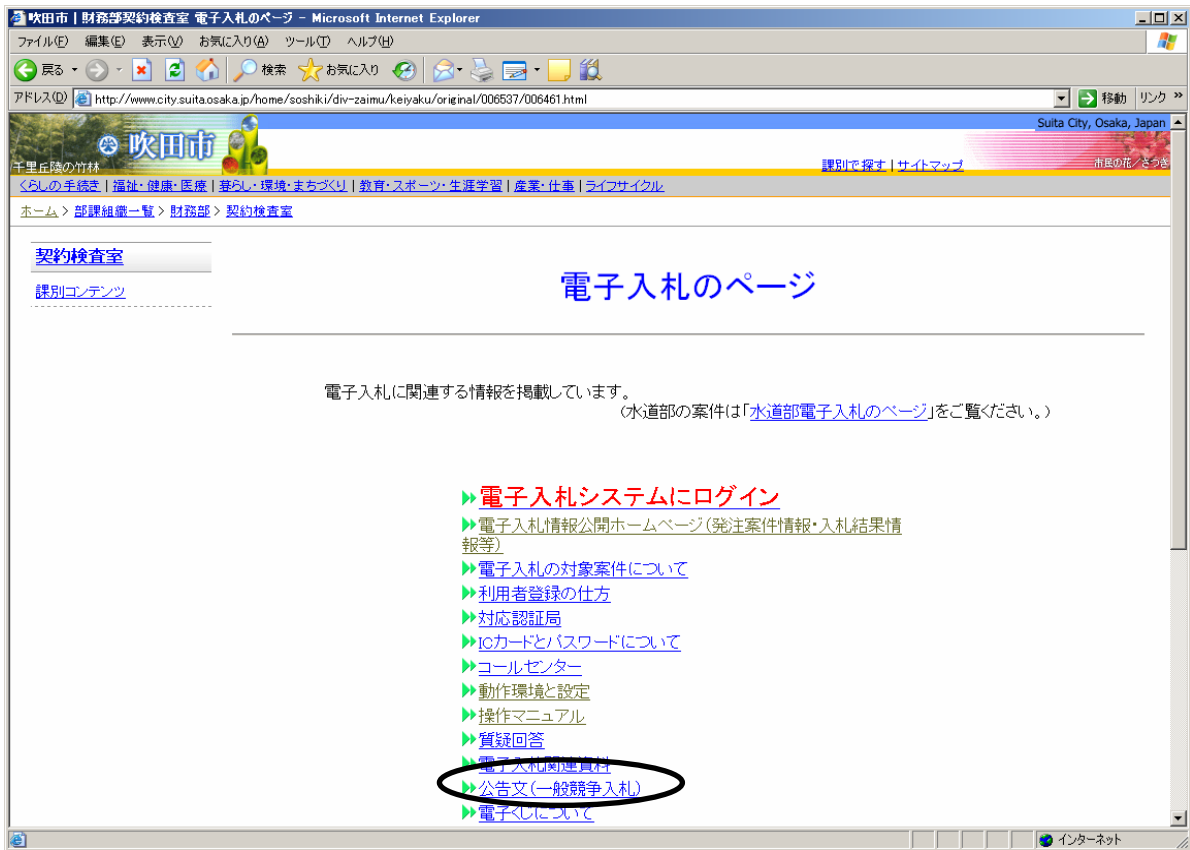 吹田市 | 財務部契約検査室 電子入札のページ - Microsoft Internet Explorer
ファイル(F) 編集(E) 表示(V) お気に入り(A) ツール(T) ヘルプ(H)
戻る 検索 お気に入り
アドレス(D) http://www.city.suita.osaka.jp/home/soshiki/div-zaimu/keiyaku/original/006537/006461.html 移動 リンク »
Suita City, Osaka, Japan
吹田市
千里丘陵の竹林 課別で探す | サイトマップ 市民の花/さつき
くらしの手続き | 福祉・健康・医療 | 暮らし・環境・まちづくり | 教育・スポーツ・生涯学習 | 産業・仕事 | ライフサイクル
ホーム > 部課組織一覧 > 財務部 > 契約検査室
契約検査室
課別コンテンツ
電子入札のページ
電子入札に関連する情報を掲載しています。
(水道部の案件は「水道部電子入札のページ」をご覧ください。)
電子入札システムにログイン
電子入札情報公開ホームページ(発注案件情報・入札結果情
報等)
電子入札の対象案件について
利用者登録の仕方
対応認証局
ICカードとパスワードについて
コールセンター
動作環境と設定
操作マニュアル
質疑回答
電子入札関連資料
公告文(一般競争入札)
電子くじについて
インターネット